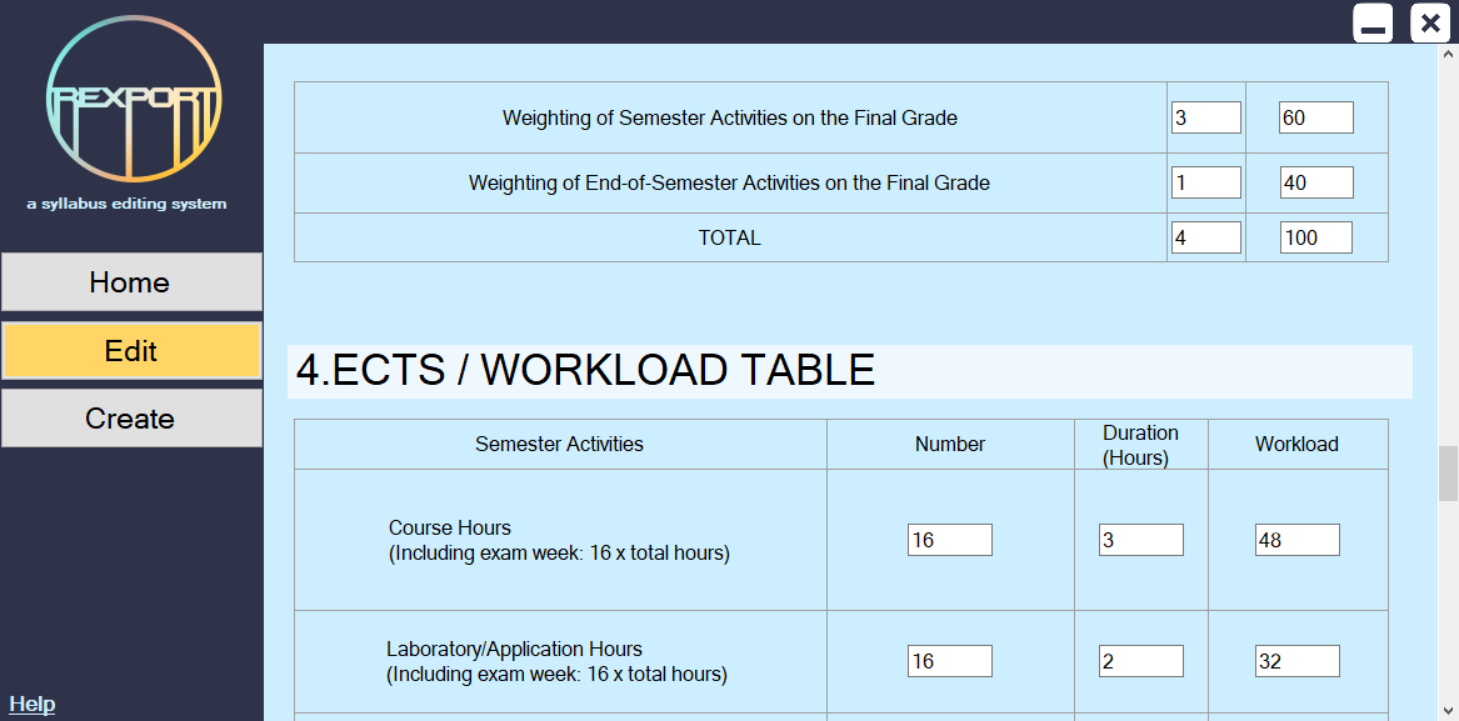 REXPORT
a syllabus editing system
Home
Edit
Create
Help
Weighting of Semester Activities on the Final Grade 3 60
Weighting of End-of-Semester Activities on the Final Grade 1 40
TOTAL 4 100
4.ECTS / WORKLOAD TABLE
Semester Activities Number Duration (Hours) Workload
Course Hours
(Including exam week: 16 x total hours) 16 3 48
Laboratory/Application Hours
(Including exam week: 16 x total hours) 16 2 32